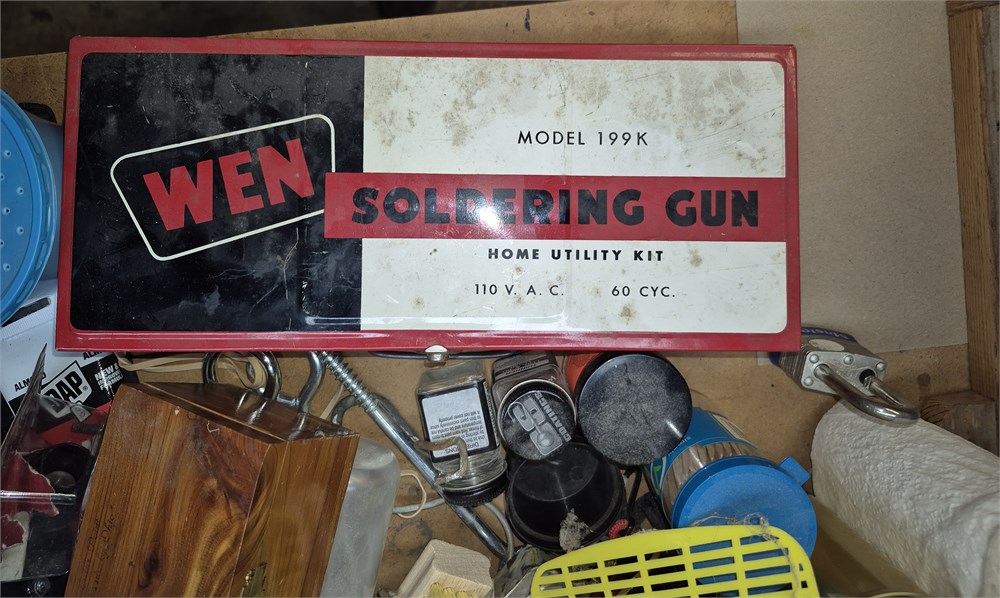 WEN
MODEL 199K
SOLDERING GUN
HOME UTILITY KIT
110 V. A. C. 60 CYC.
DAP